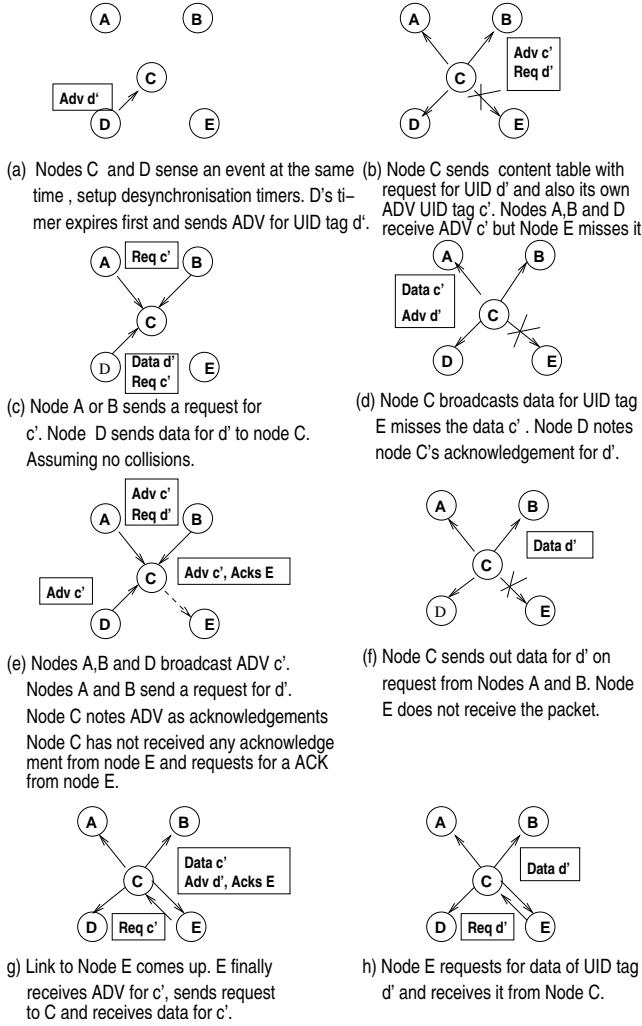 A
B
C
Adv d‘
D
E
(a) Nodes C and D sense an event at the same
time , setup desynchronisation timers. D’s ti–
mer expires first and sends ADV for UID tag d‘.
A
B
Adv c’
Req d’
C
D
E
(b) Node C sends content table with
request for UID d’ and also its own
ADV UID tag c’. Nodes A,B and D
receive ADV c’ but Node E misses it
A
Req c’
B
C
D
Data d’
Req c’
E
(c) Node A or B sends a request for
c’. Node D sends data for d’ to node C.
Assuming no collisions.
A
B
Data c’
Adv d’
C
D
E
(d) Node C broadcasts data for UID tag
E misses the data c’ . Node D notes
node C’s acknowledgement for d’.
Adv c’
Req d’
A
B
C
Adv c’, Acks E
Adv c’
D
E
(e) Nodes A,B and D broadcast ADV c’.
Nodes A and B send a request for d’.
Node C notes ADV as acknowledgements
Node C has not received any acknowledge
ment from node E and requests for a ACK
from node E.
A
B
Data d’
C
D
E
(f) Node C sends out data for d’ on
request from Nodes A and B. Node
E does not receive the packet.
A
B
Data c’
Adv d’, Acks E
C
D
Req c’
E
g) Link to Node E comes up. E finally
receives ADV for c’, sends request
to C and receives data for c’.
A
B
Data d’
C
D
Req d’
E
h) Node E requests for data of UID tag
d’ and receives it from Node C.